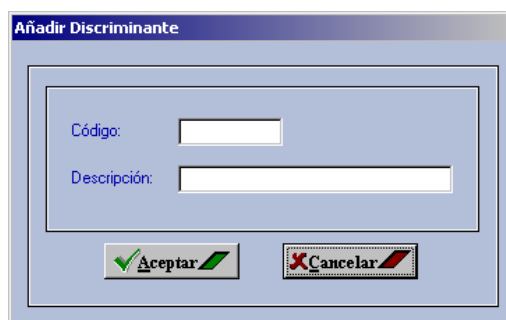 Añadir Discriminante
Código:
Descripción:
Aceptar
Cancelar